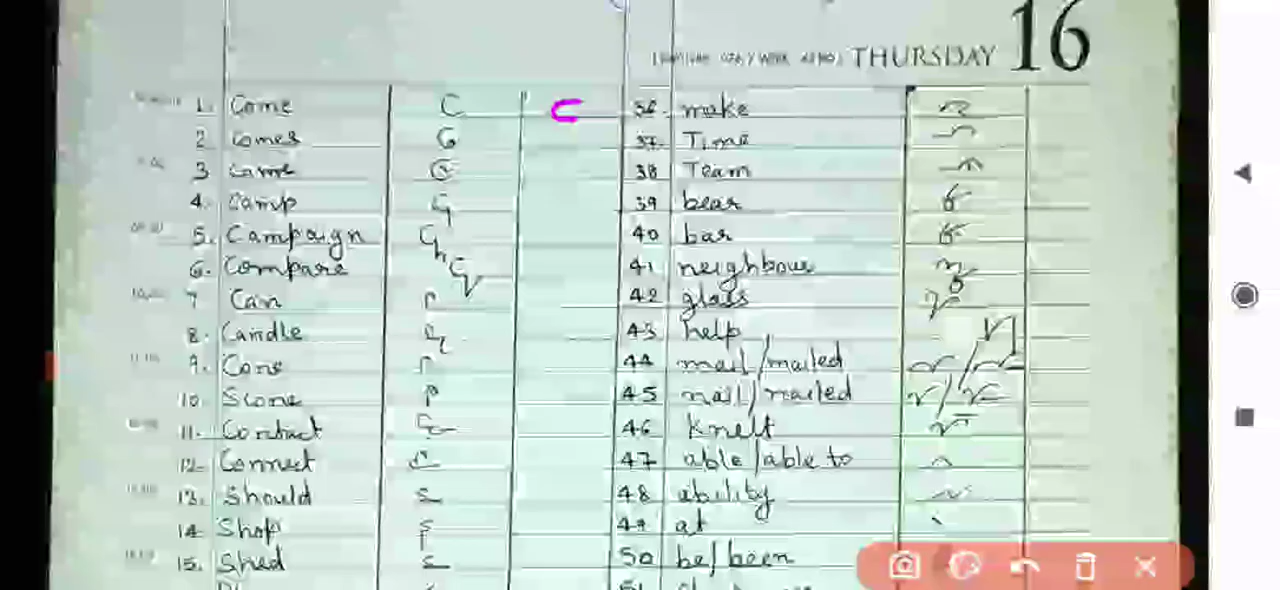 THURSDAY 16
1. Come
2. Comes
3. Came
4. Camp
5. Campaign
6. Compare
7. Can
8. Candle
9. Cone
10. Scone
11. Contact
12. Connect
13. Should
14. Shop
15. Shed
36. make
37. Time
38 Team
39 bear
40 bar
41 neighbour
42 glass
43 help
44 mail/mailed
45 nail/nailed
46 Knelt
47 able/able to
48 ability
49 at
50 be/been